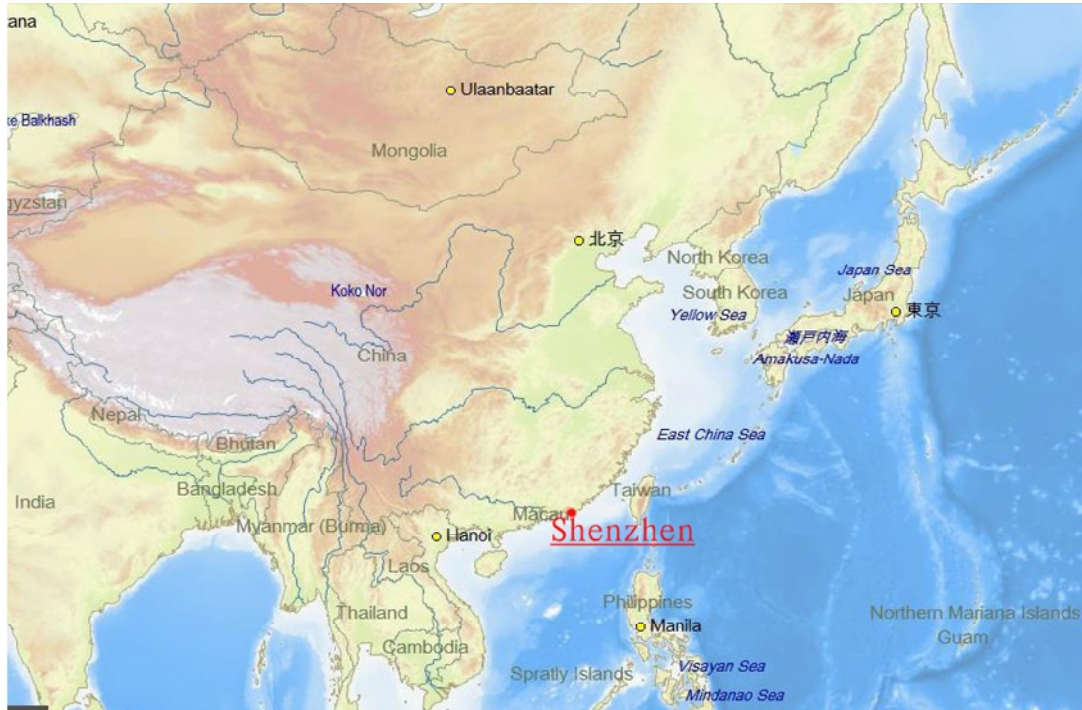 ana
Ulaanbaatar
ke Balkhash
Mongolia
gyzstan
北京
North Korea
Japan Sea
Koko Nor
South Korea
Japan
東京
Yellow Sea
瀬戸内海
China
Amakusa-Nada
Nepal
East China Sea
Bhutan
Bangladesh
Taiwan
India
Macau
Myanmar (Burma)
Shenzhen
Hanoi
Laos
Thailand
Philippines
Northern Mariana Islands
Manila
Guam
Cambodia
Spratly Islands
Visayan Sea
Mindanao Sea